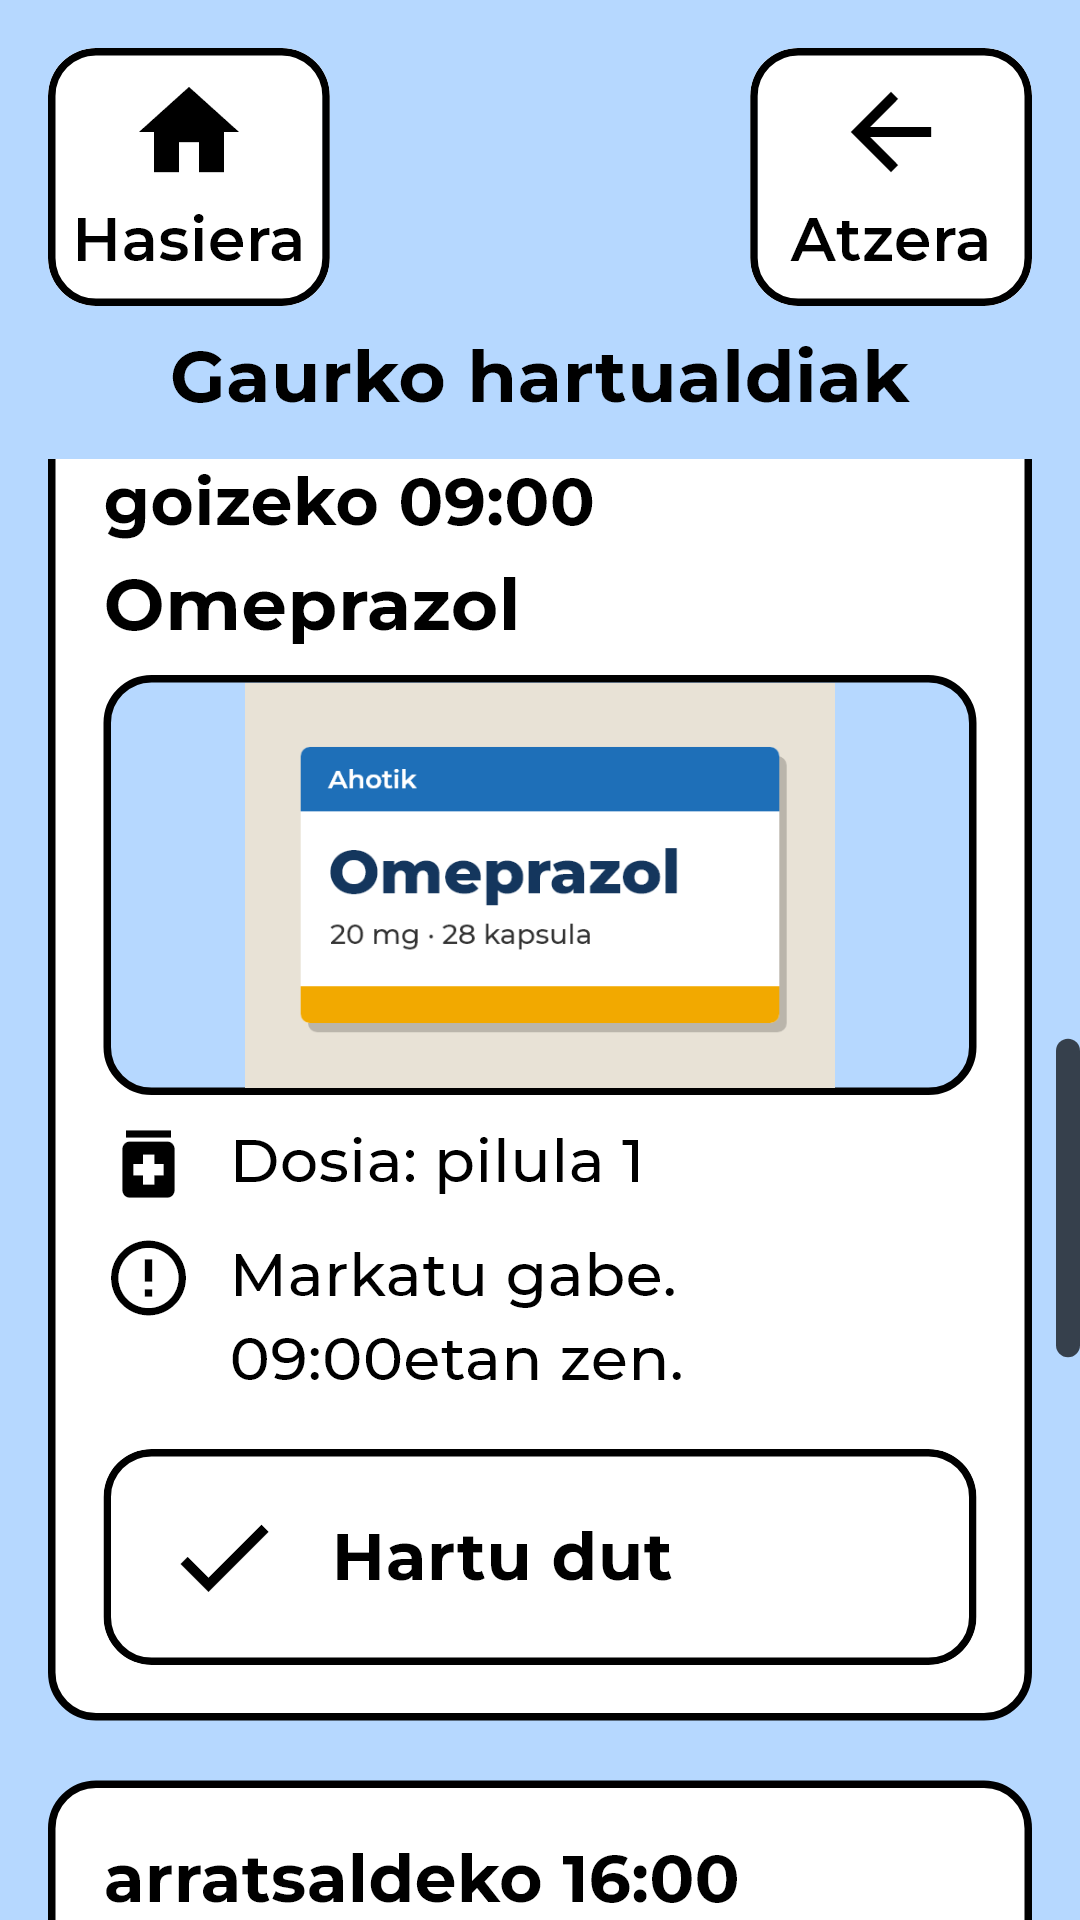 Hasiera
Atzera
Gaurko hartualdiak
goizeko 09:00
Omeprazol
Ahotik
Omeprazol
20 mg · 28 kapsula
Dosia: pilula 1
Markatu gabe.
09:00etan zen.
Hartu dut
arratsaldeko 16:00